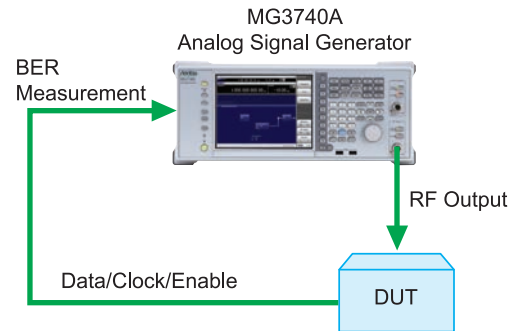 MG3740A
Analog Signal Generator
BER
Measurement
RF Output
Data/Clock/Enable
DUT